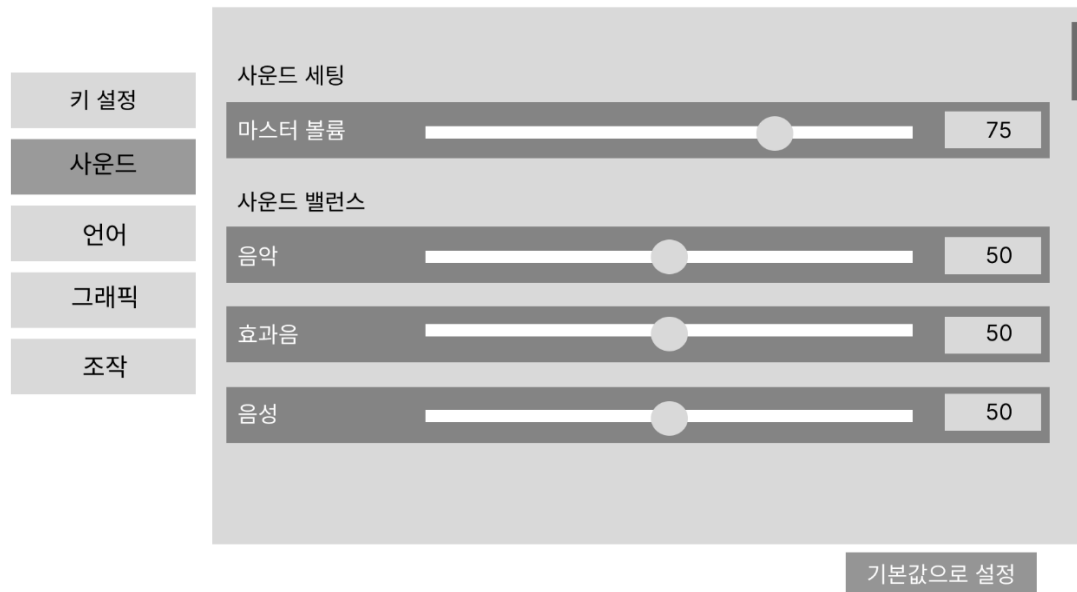 키 설정
사운드
언어
그래픽
조작
사운드 세팅
마스터 볼륨 75
사운드 밸런스
음악 50
효과음 50
음성 50
기본값으로 설정